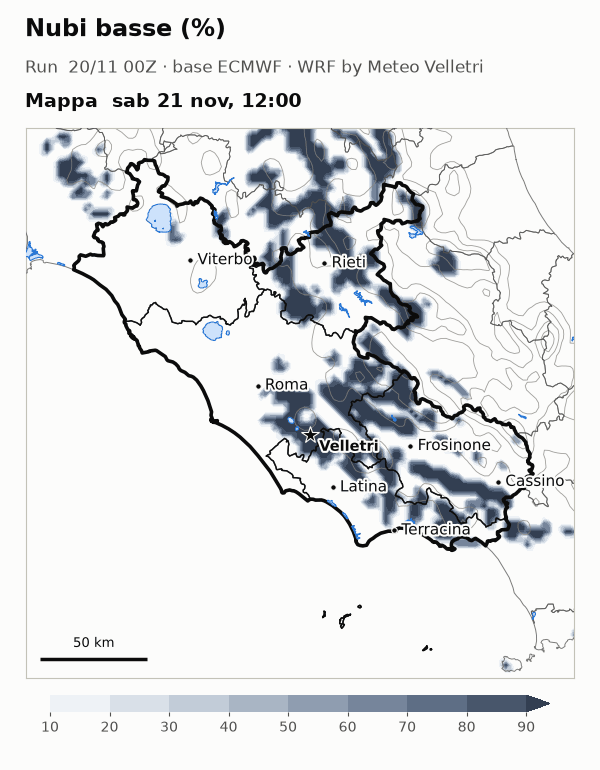 Nubi basse (%)
Run  20/11 00Z · base ECMWF · WRF by Meteo Velletri
Mappa  sab 21 nov, 12:00
Viterbo
Rieti
Roma
Velletri
Frosinone
Cassino
Latina
Terracina
50 km
10 20 30 40 50 60 70 80 90